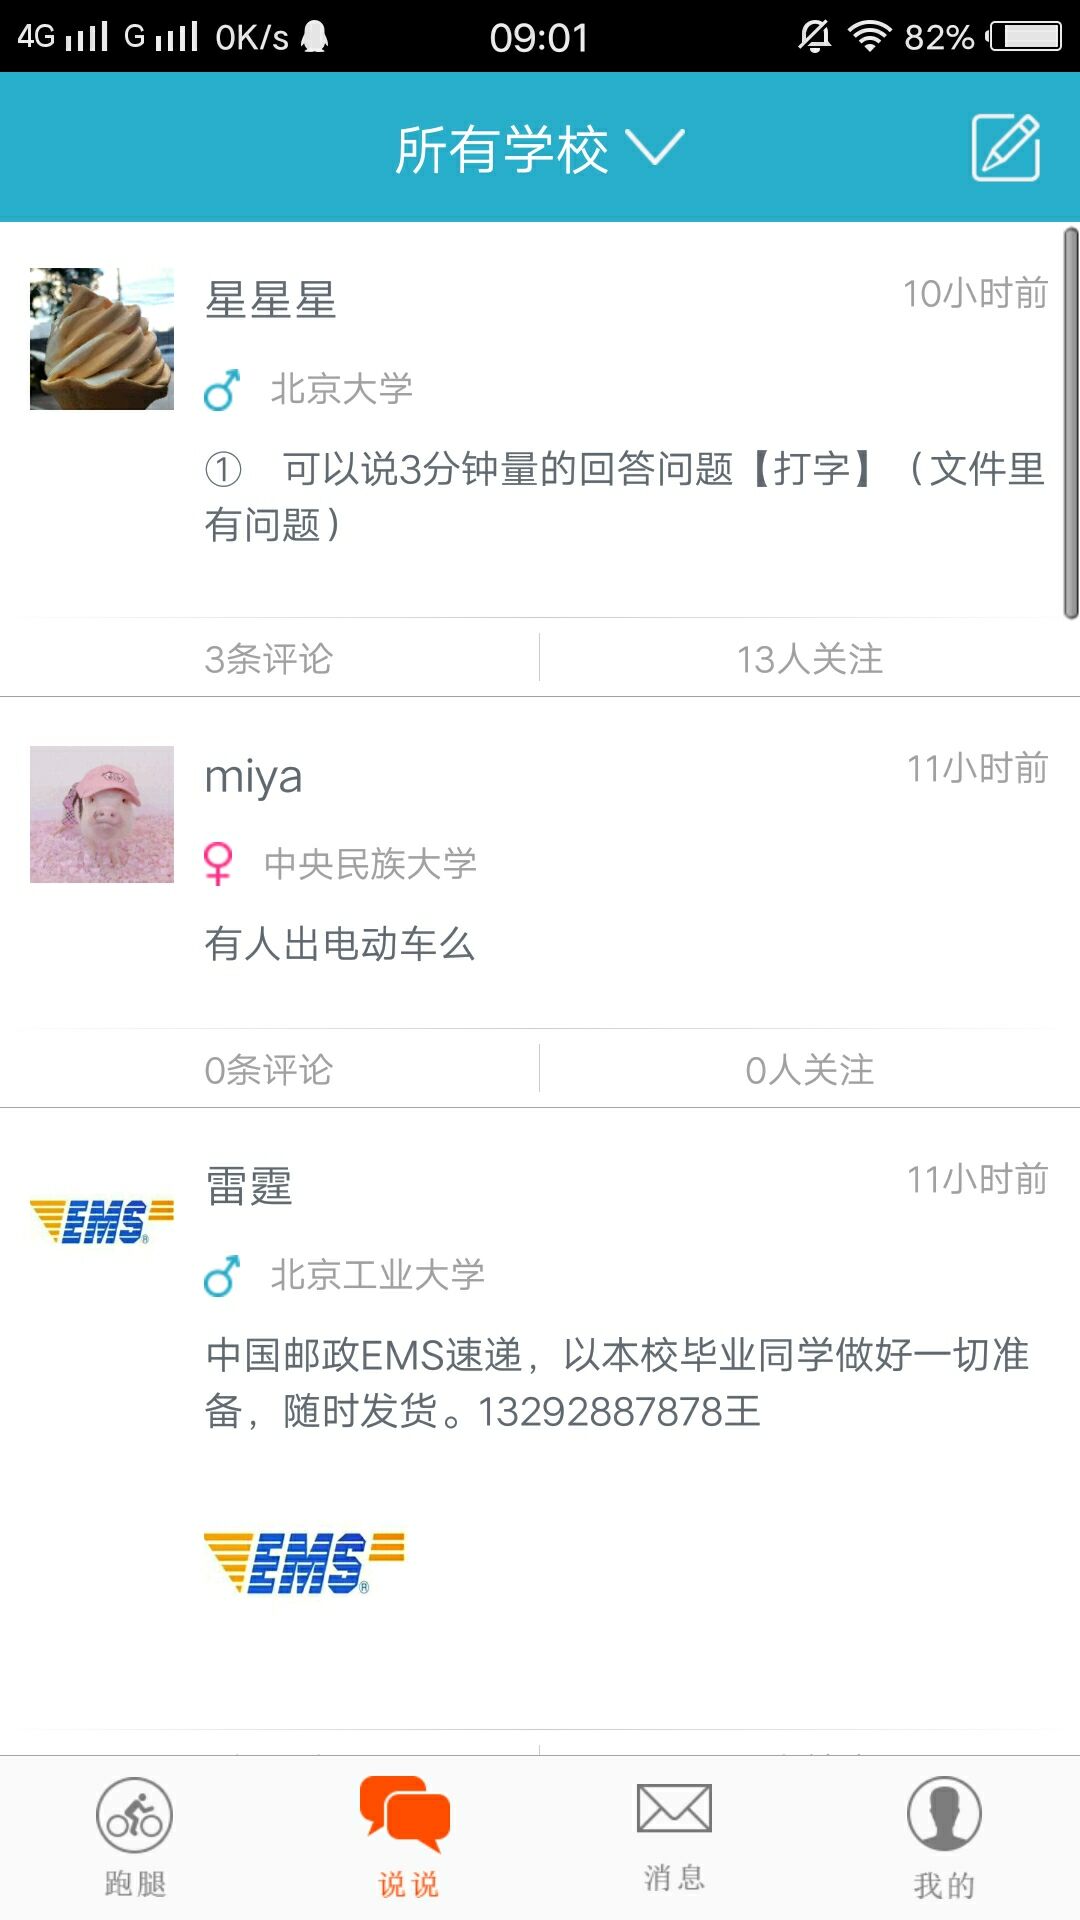 4G G 0K/s 09:01 82%
所有学校
星星星 10小时前
北京大学
① 可以说3分钟量的回答问题【打字】（文件里
有问题）
3条评论 13人关注
miya 11小时前
中央民族大学
有人出电动车么
0条评论 0人关注
EMS® 雷霆 11小时前
北京工业大学
中国邮政EMS速递，以本校毕业同学做好一切准
备，随时发货。13292887878王
EMS®
跑腿 说说 消息 我的